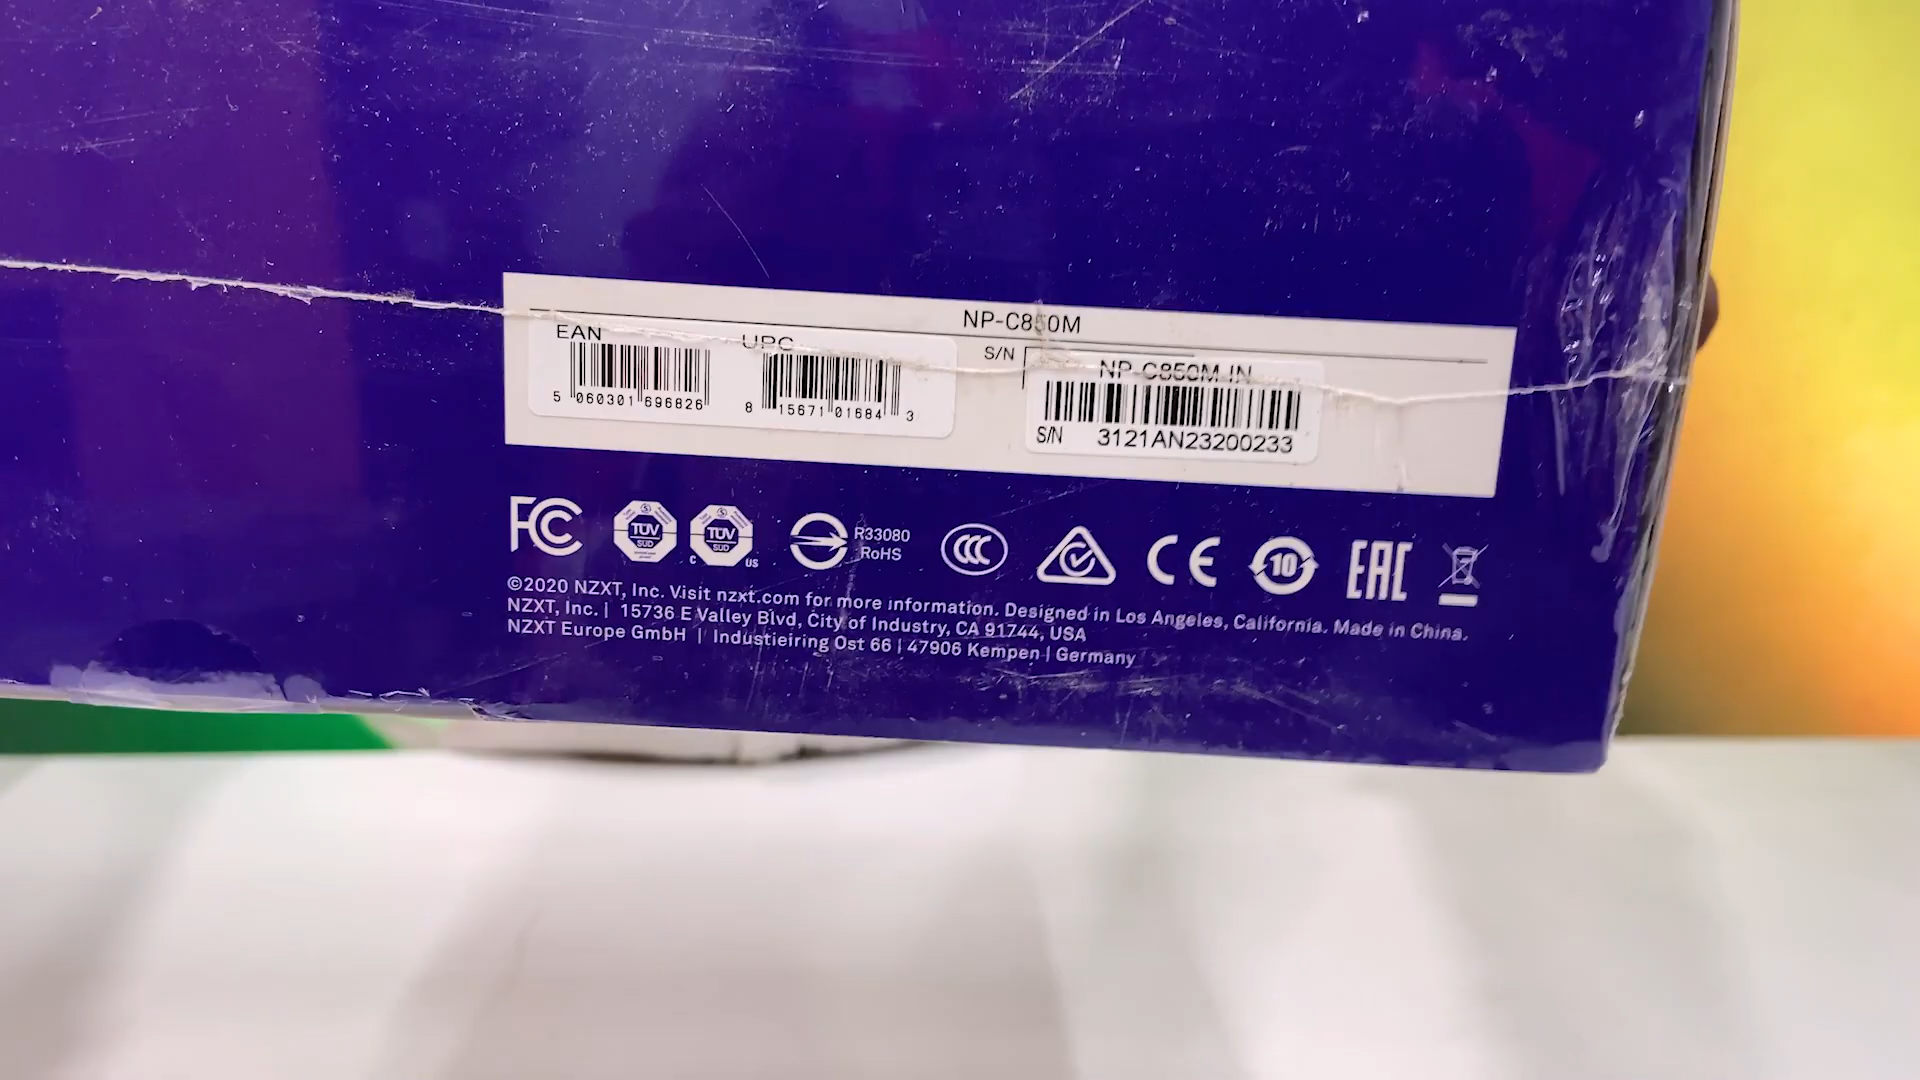 NP-C850M
EAN
UPC
S/N
NP-C850M-IN
5 060301 696826
8 15671 01684 3
S/N 3121AN23200233
FC
TÜV
SÜD
TÜV
SÜD
C US
R33080
RoHS
CCC
CE
10
EAC
©2020 NZXT, Inc. Visit nzxt.com for more information. Designed in Los Angeles, California. Made in China.
NZXT, Inc. | 15736 E Valley Blvd, City of Industry, CA 91744, USA
NZXT Europe GmbH | Industiefring Ost 66 | 47906 Kempen | Germany